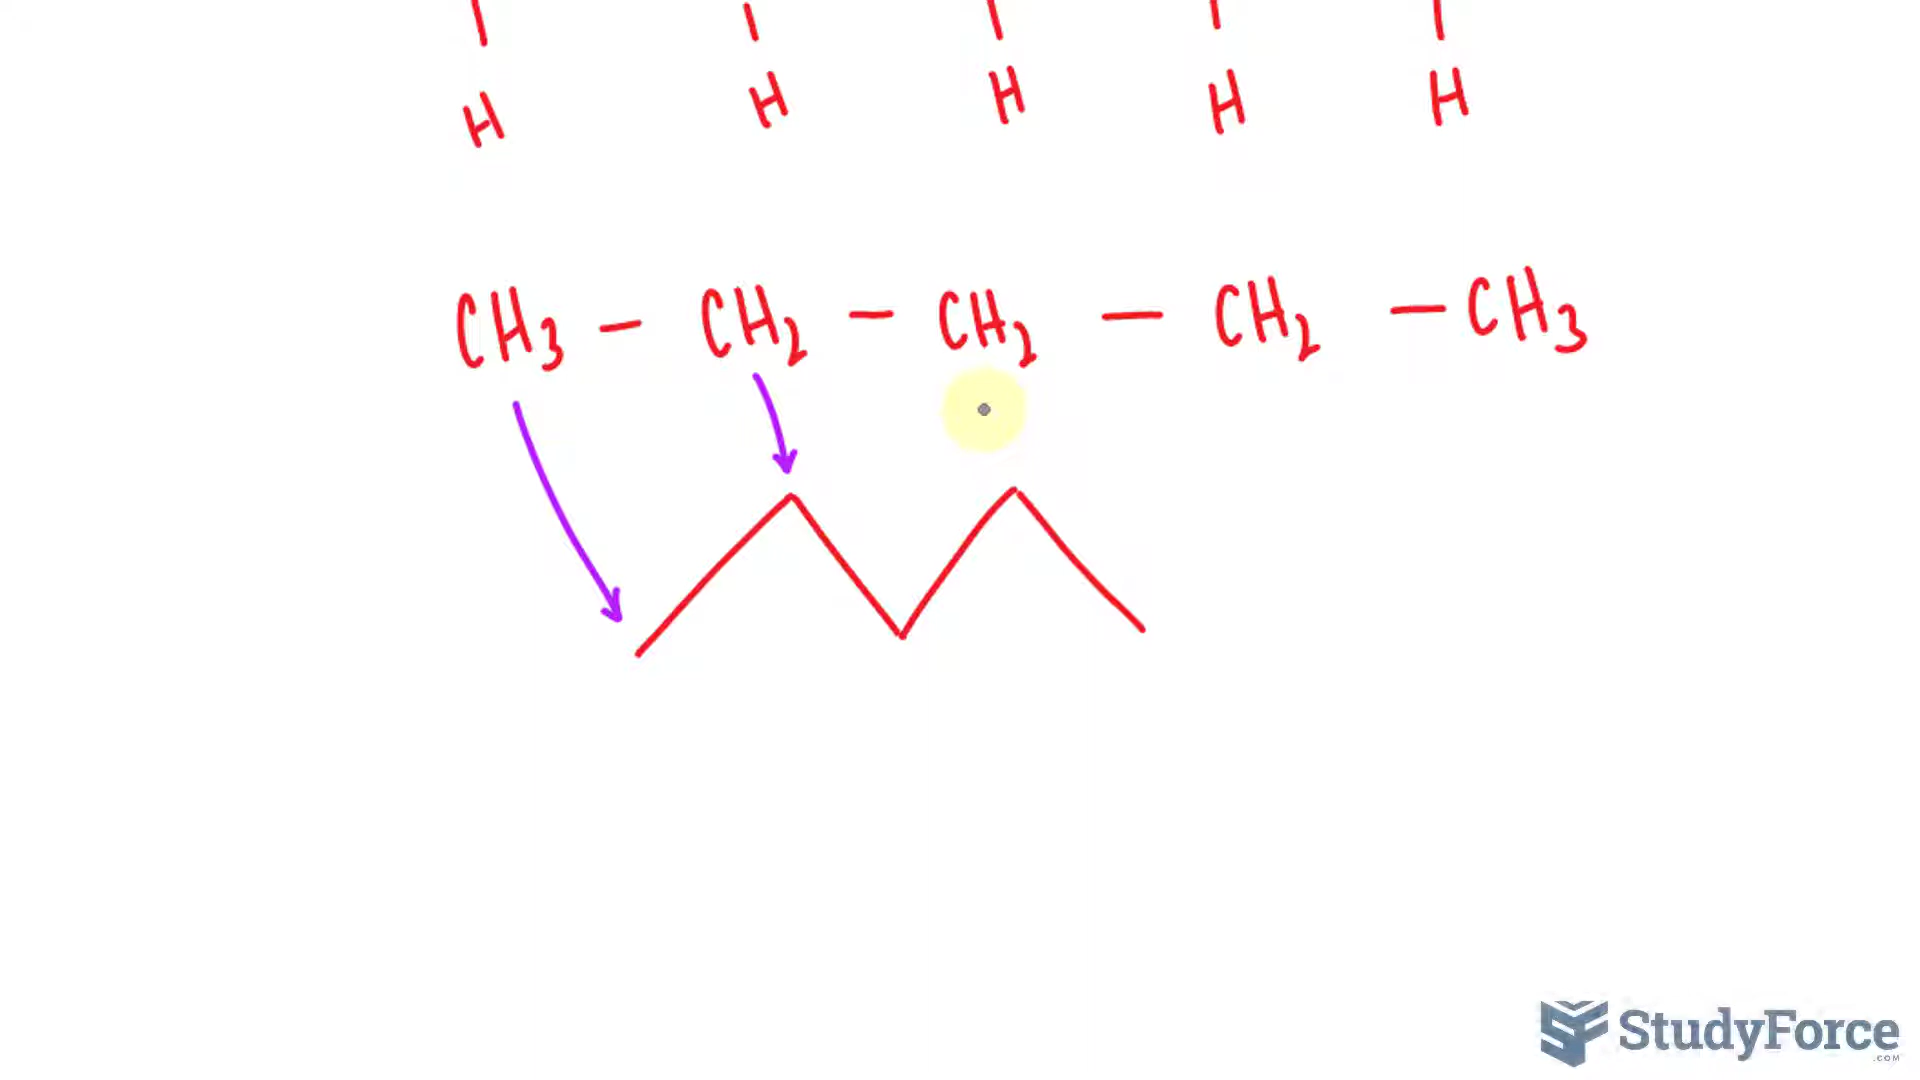 H H H H H
CH3 - CH2 - CH2 - CH2 - CH3
StudyForce
.COM